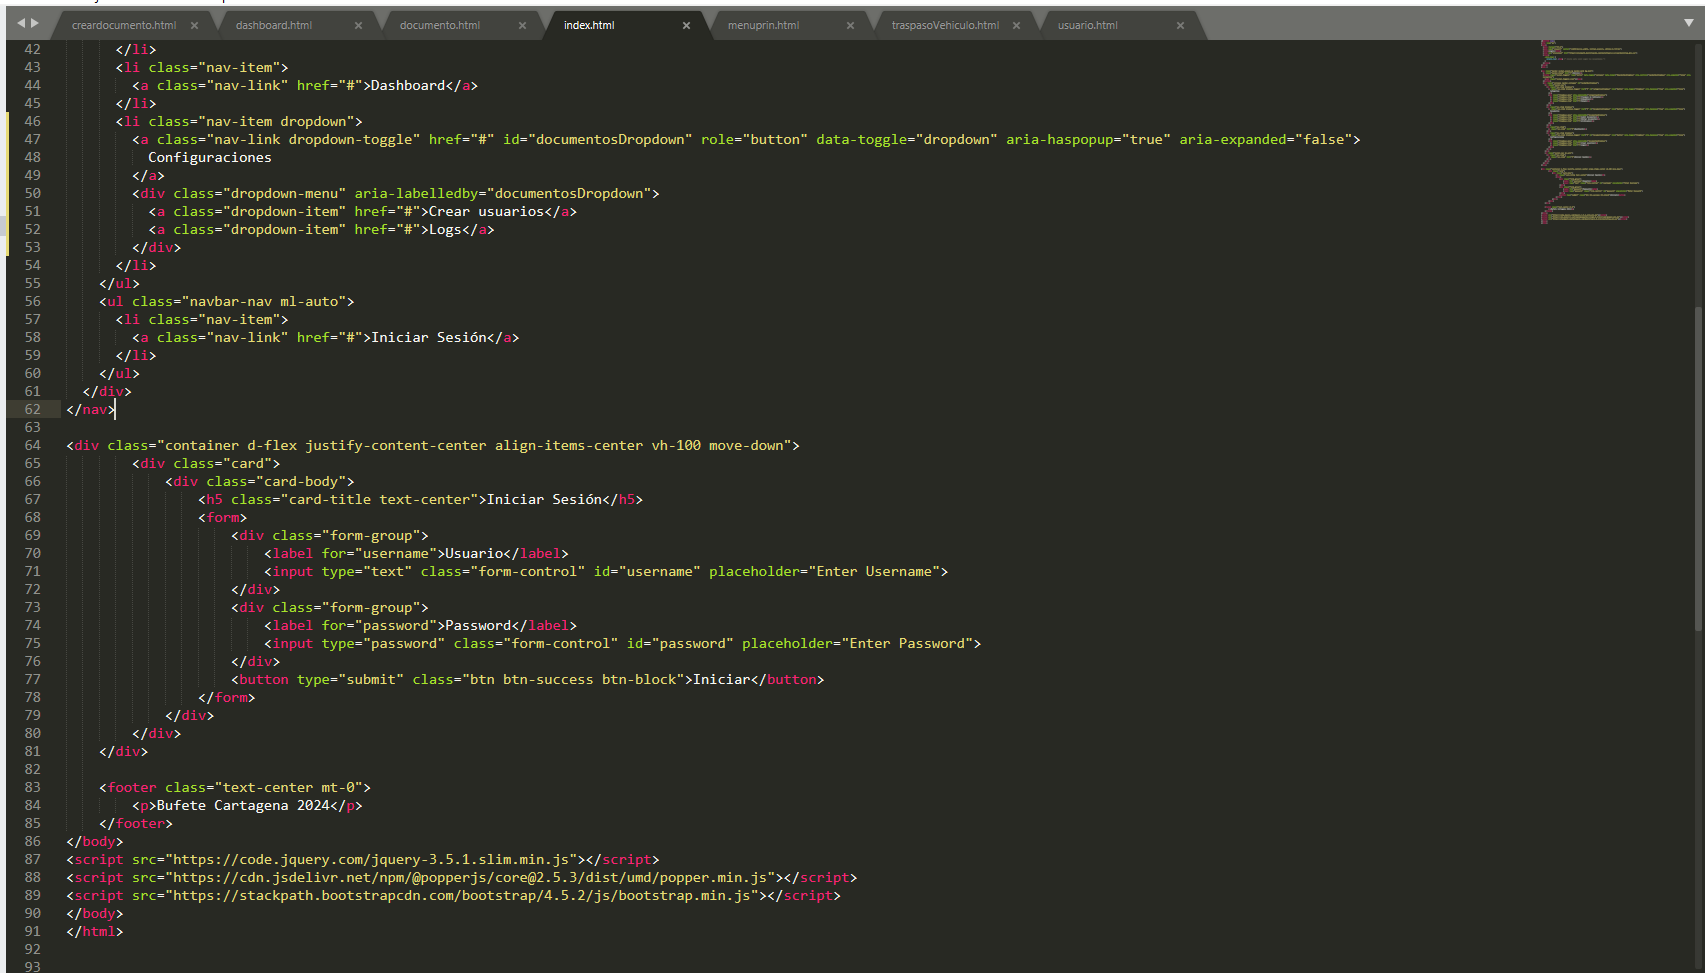 creardocumento.html
dashboard.html
documento.html
index.html
menuprin.html
traspasoVehiculo.html
usuario.html
42 </li>
43 <li class="nav-item">
44 <a class="nav-link" href="#">Dashboard</a>
45 </li>
46 <li class="nav-item dropdown">
47 <a class="nav-link dropdown-toggle" href="#" id="documentosDropdown" role="button" data-toggle="dropdown" aria-haspopup="true" aria-expanded="false">
48 Configuraciones
49 </a>
50 <div class="dropdown-menu" aria-labelledby="documentosDropdown">
51 <a class="dropdown-item" href="#">Crear usuarios</a>
52 <a class="dropdown-item" href="#">Logs</a>
53 </div>
54 </li>
55 </ul>
56 <ul class="navbar-nav ml-auto">
57 <li class="nav-item">
58 <a class="nav-link" href="#">Iniciar Sesión</a>
59 </li>
60 </ul>
61 </div>
62 </nav>
63
64 <div class="container d-flex justify-content-center align-items-center vh-100 move-down">
65 <div class="card">
66 <div class="card-body">
67 <h5 class="card-title text-center">Iniciar Sesión</h5>
68 <form>
69 <div class="form-group">
70 <label for="username">Usuario</label>
71 <input type="text" class="form-control" id="username" placeholder="Enter Username">
72 </div>
73 <div class="form-group">
74 <label for="password">Password</label>
75 <input type="password" class="form-control" id="password" placeholder="Enter Password">
76 </div>
77 <button type="submit" class="btn btn-success btn-block">Iniciar</button>
78 </form>
79 </div>
80 </div>
81 </div>
82
83 <footer class="text-center mt-0">
84 <p>Bufete Cartagena 2024</p>
85 </footer>
86 </body>
87 <script src="https://code.jquery.com/jquery-3.5.1.slim.min.js"></script>
88 <script src="https://cdn.jsdelivr.net/npm/@popperjs/core@2.5.3/dist/umd/popper.min.js"></script>
89 <script src="https://stackpath.bootstrapcdn.com/bootstrap/4.5.2/js/bootstrap.min.js"></script>
90 </body>
91 </html>
92
93